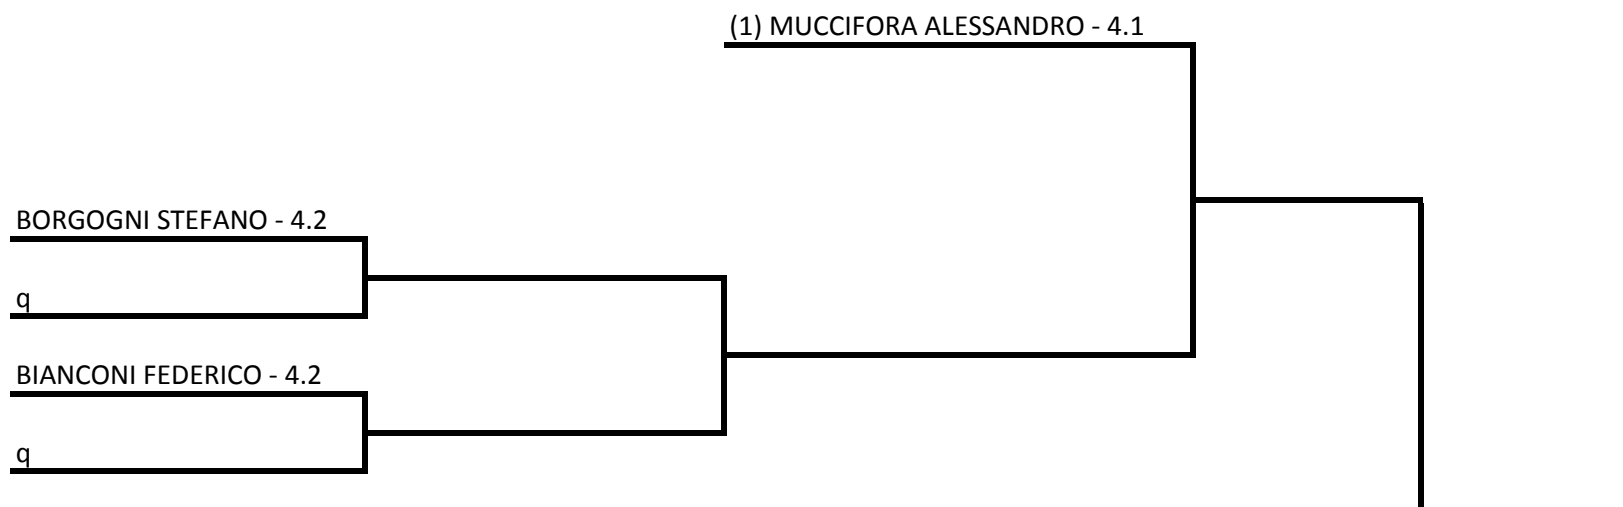 (1) MUCCIFORA ALESSANDRO - 4.1
BORGOGNI STEFANO - 4.2
q
BIANCONI FEDERICO - 4.2
q